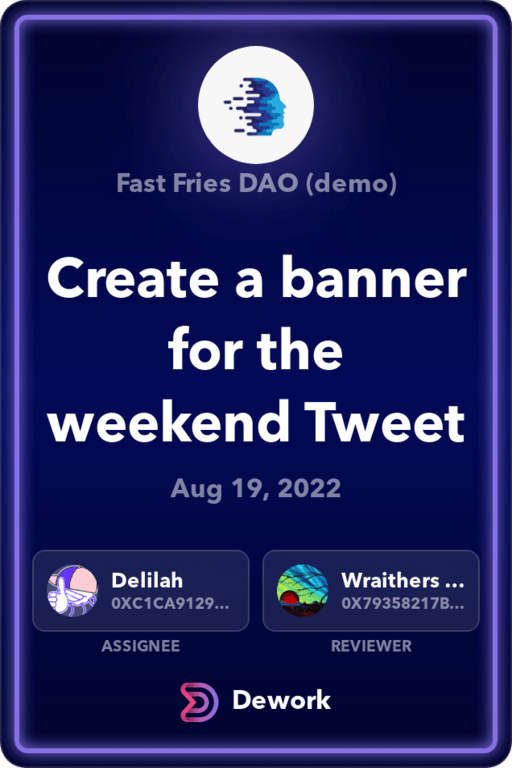 Fast Fries DAO (demo)
Create a banner
for the
weekend Tweet
Aug 19, 2022
Delilah
0XC1CA9129...
ASSIGNEE
Wraithers ...
0X79358217B...
REVIEWER
Dework